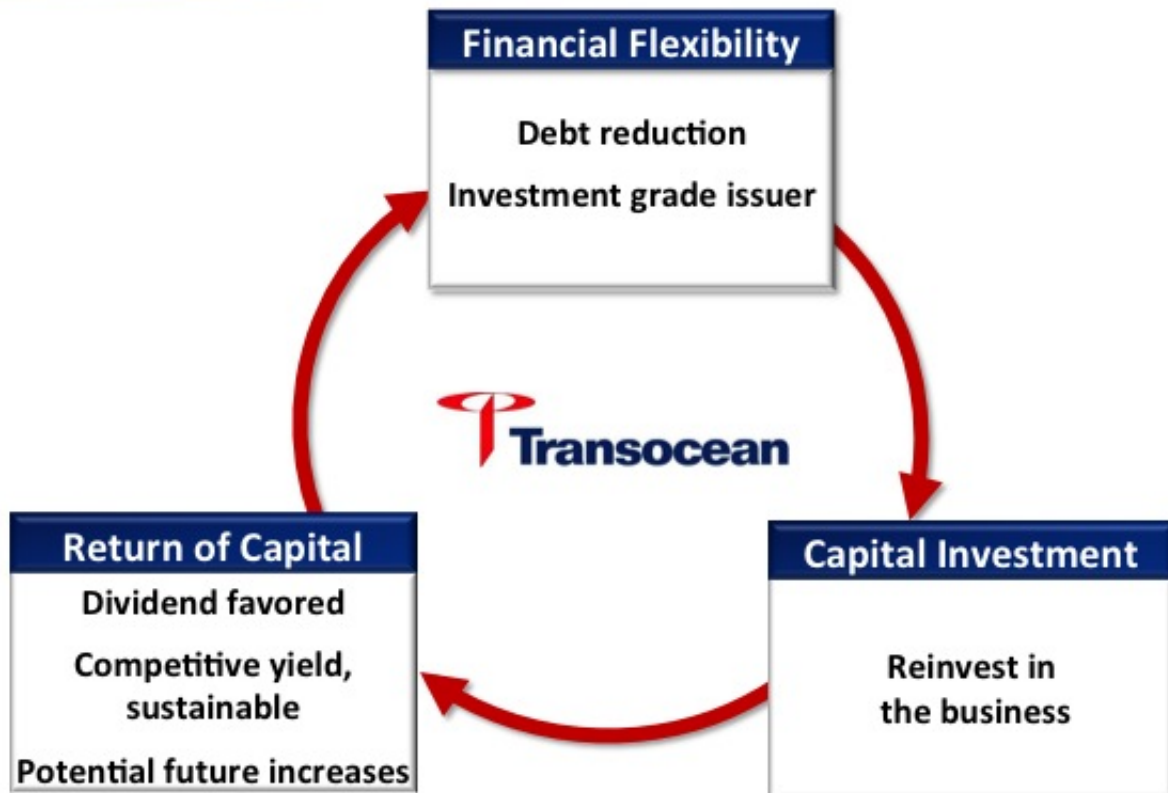 Financial Flexibility
Debt reduction
Investment grade issuer
Transocean
Return of Capital
Dividend favored
Competitive yield,
sustainable
Potential future increases
Capital Investment
Reinvest in
the business